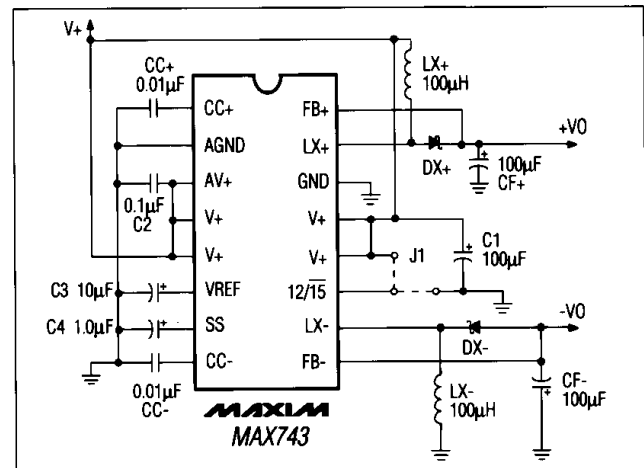 V+
CC+
0.01µF
LX+
100µH
CC+
FB+
AGND
LX+
+VO
DX+
100µF
CF+
AV+
GND
0.1µF
C2
V+
V+
V+
V+
J1
C1
100µF
C3 10µF
VREF
12/15
C4 1.0µF
SS
LX-
-VO
DX-
CC-
FB-
0.01µF
CC-
LX-
100µH
CF-
100µF
MAXIM
MAX743
+
+
+
+
+
+